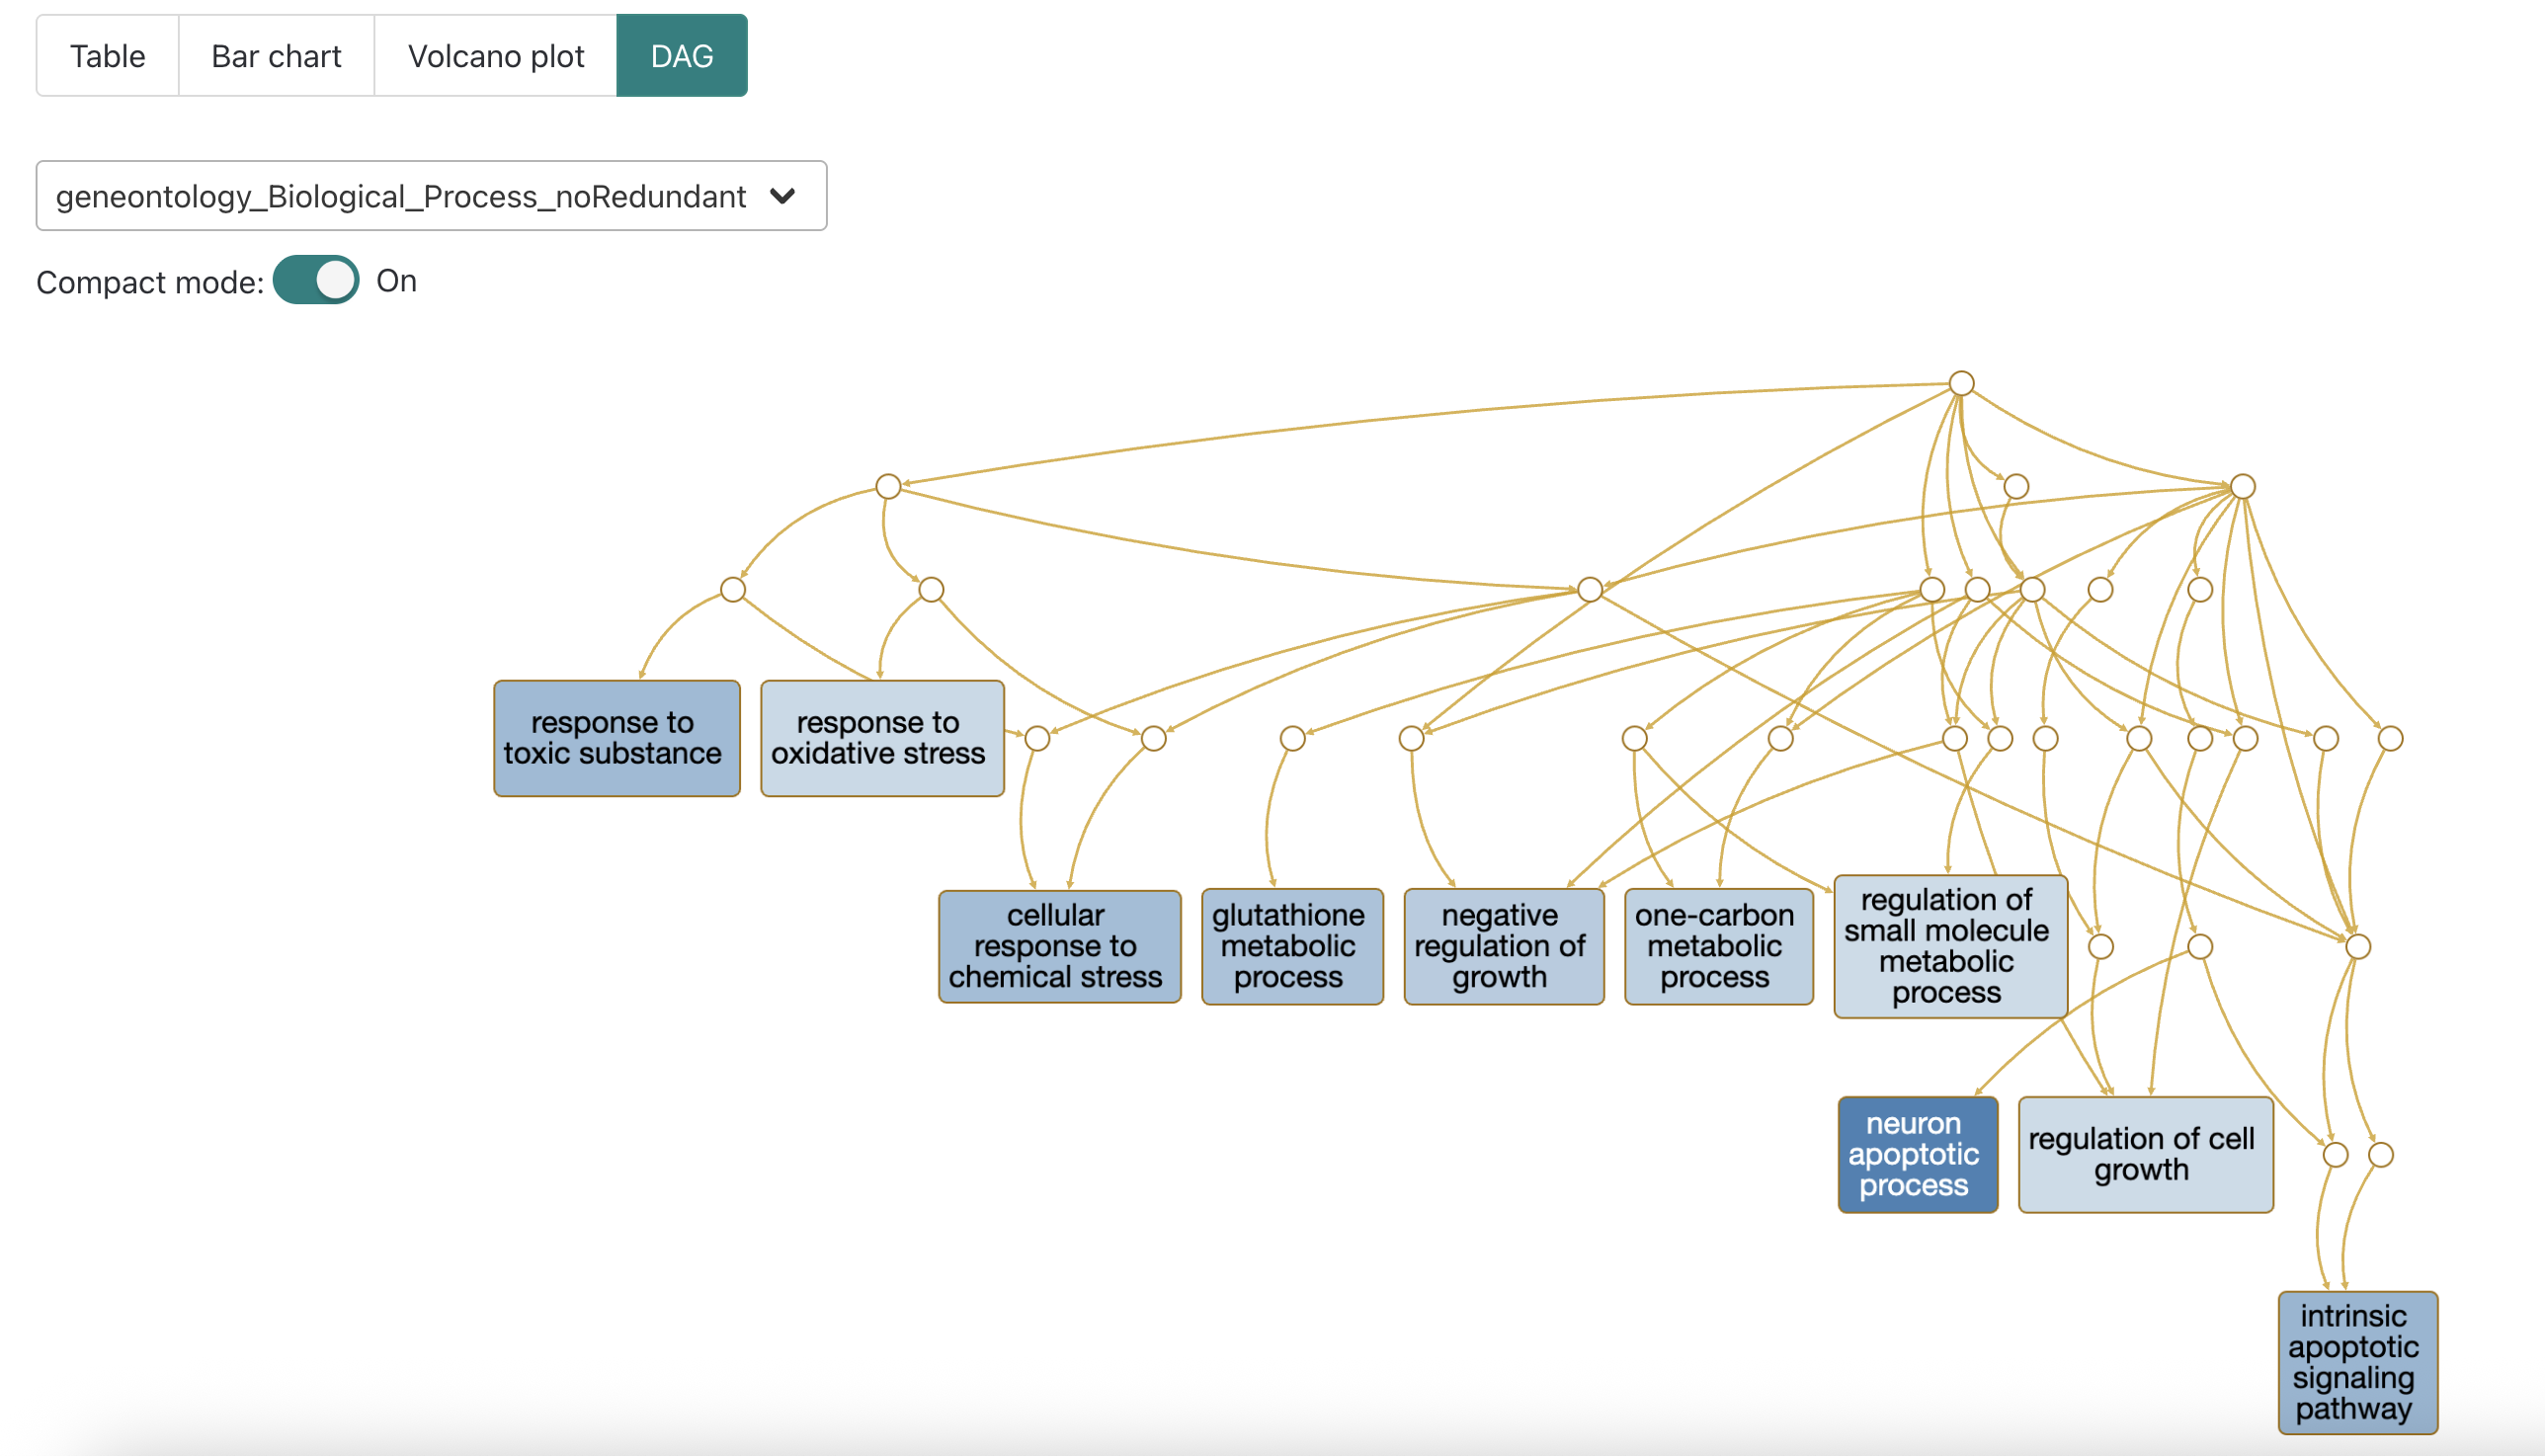 Table
Bar chart
Volcano plot
DAG
geneontology_Biological_Process_noRedundant
Compact mode:
On
response to
toxic substance
response to
oxidative stress
cellular
response to
chemical stress
glutathione
metabolic
process
negative
regulation of
growth
one-carbon
metabolic
process
regulation of
small molecule
metabolic
process
neuron
apoptotic
process
regulation of cell
growth
intrinsic
apoptotic
signaling
pathway